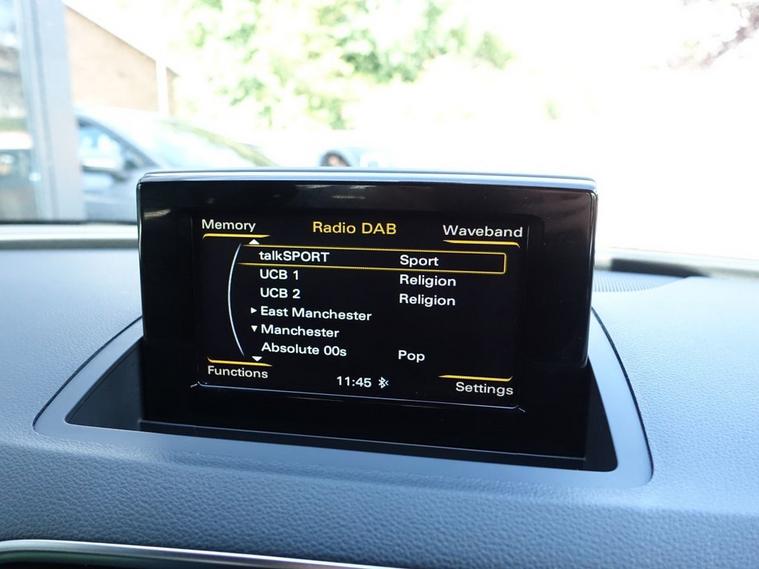 Memory Radio DAB Waveband
talkSPORT Sport
UCB 1 Religion
UCB 2 Religion
East Manchester
Manchester
Absolute 00s Pop
Functions 11:45 Settings